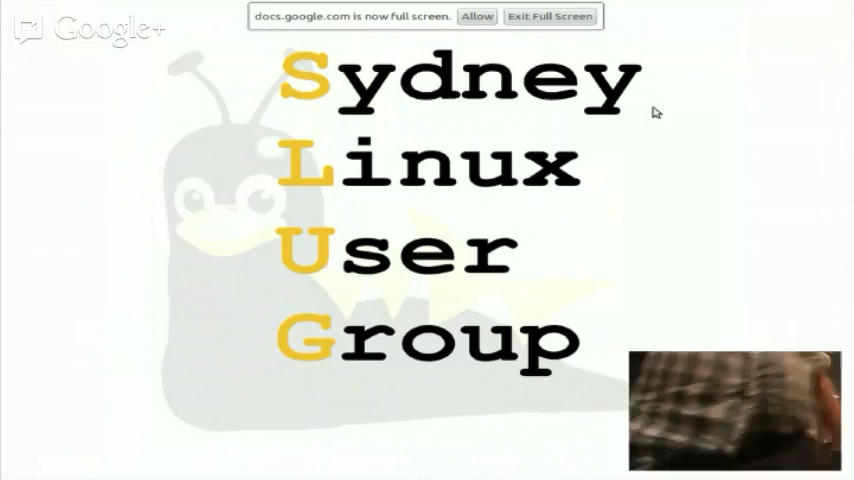 docs.google.com is now full screen. Allow Exit Full Screen
Google+
Sydney
Linux
User
Group